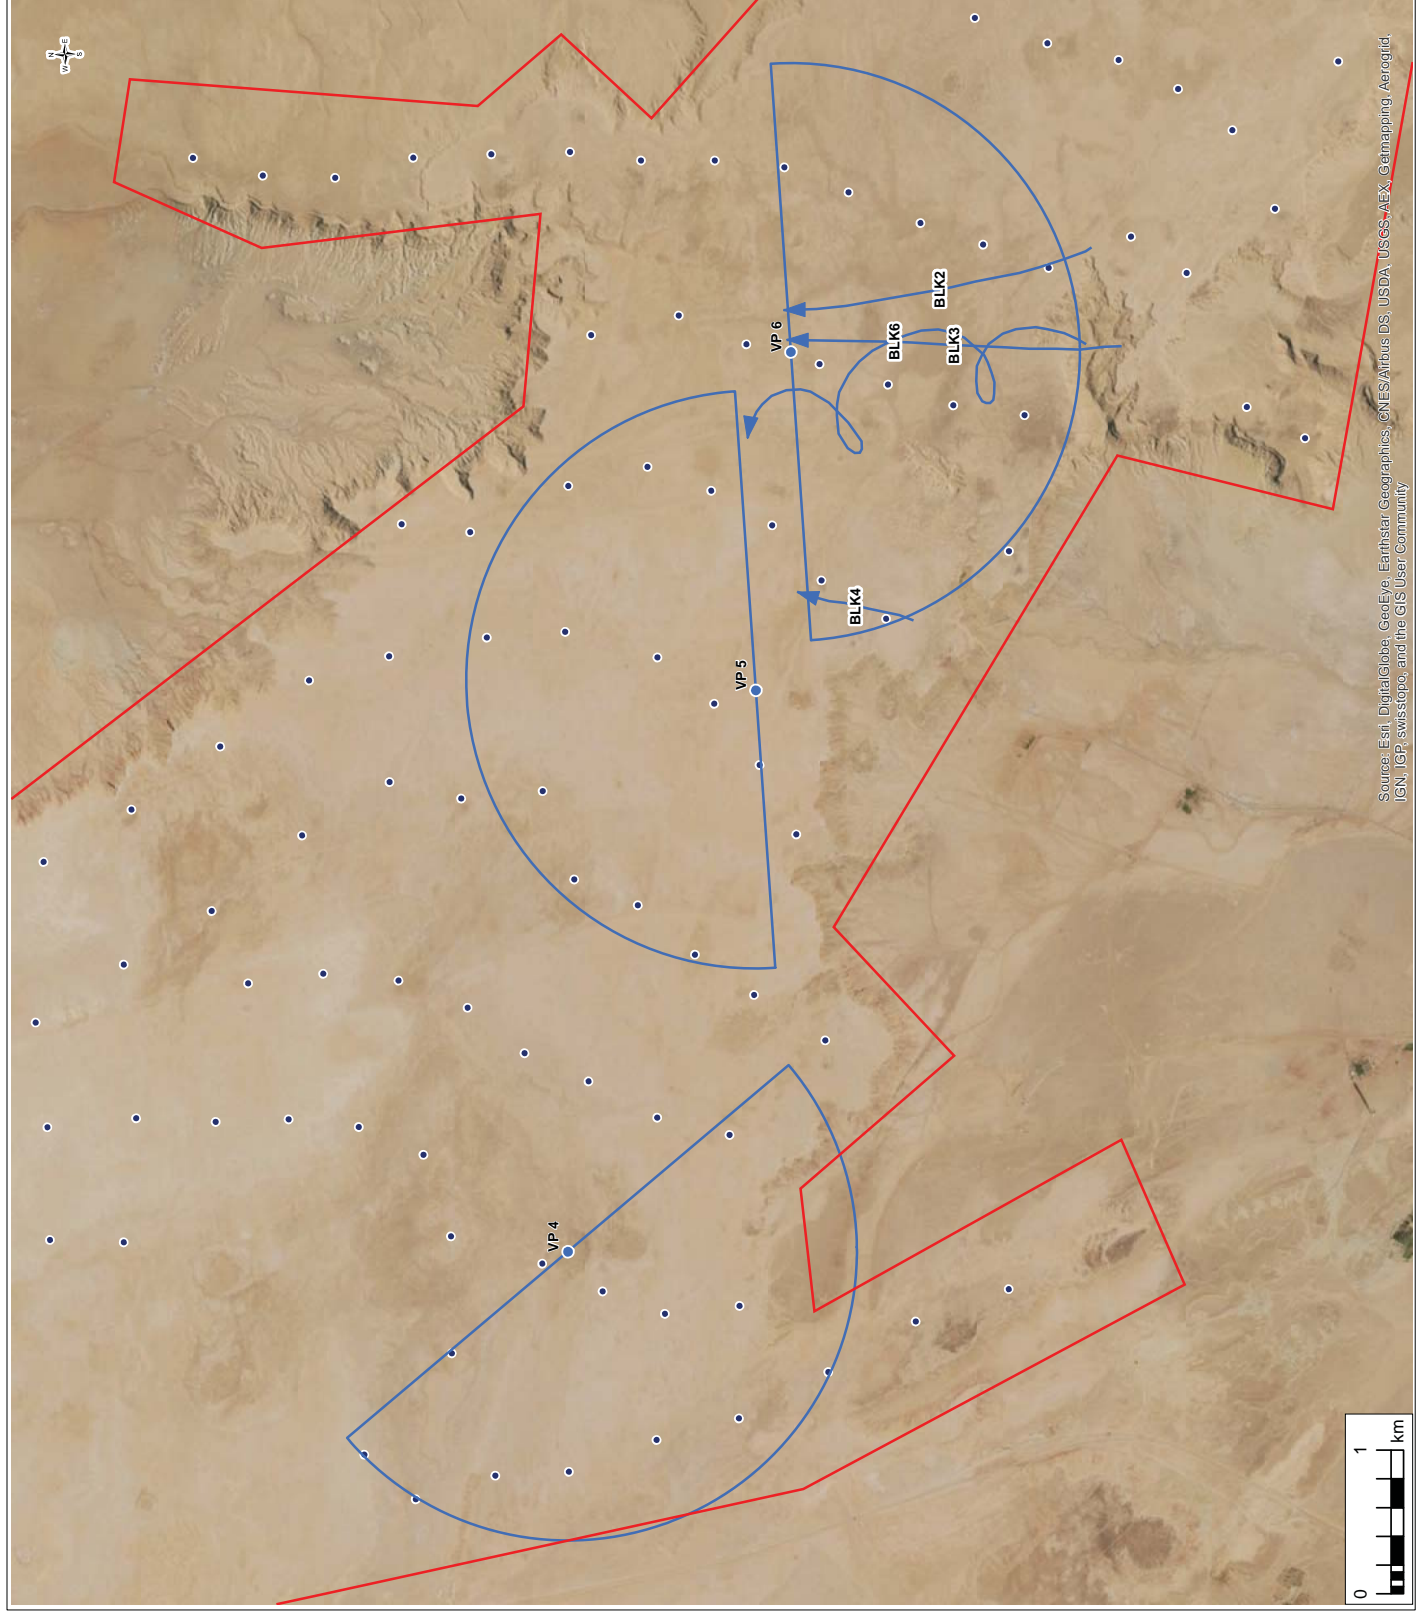 N
E
S
W
VP 6
BLK2
BLK6
BLK3
BLK4
VP 5
VP 4
Source: Esri, DigitalGlobe, GeoEye, Earthstar Geographics, CNES/Airbus DS, USDA, USGS, AEX, Getmapping, Aerogrid,
IGN, IGP, swisstopo, and the GIS User Community
0 1
km